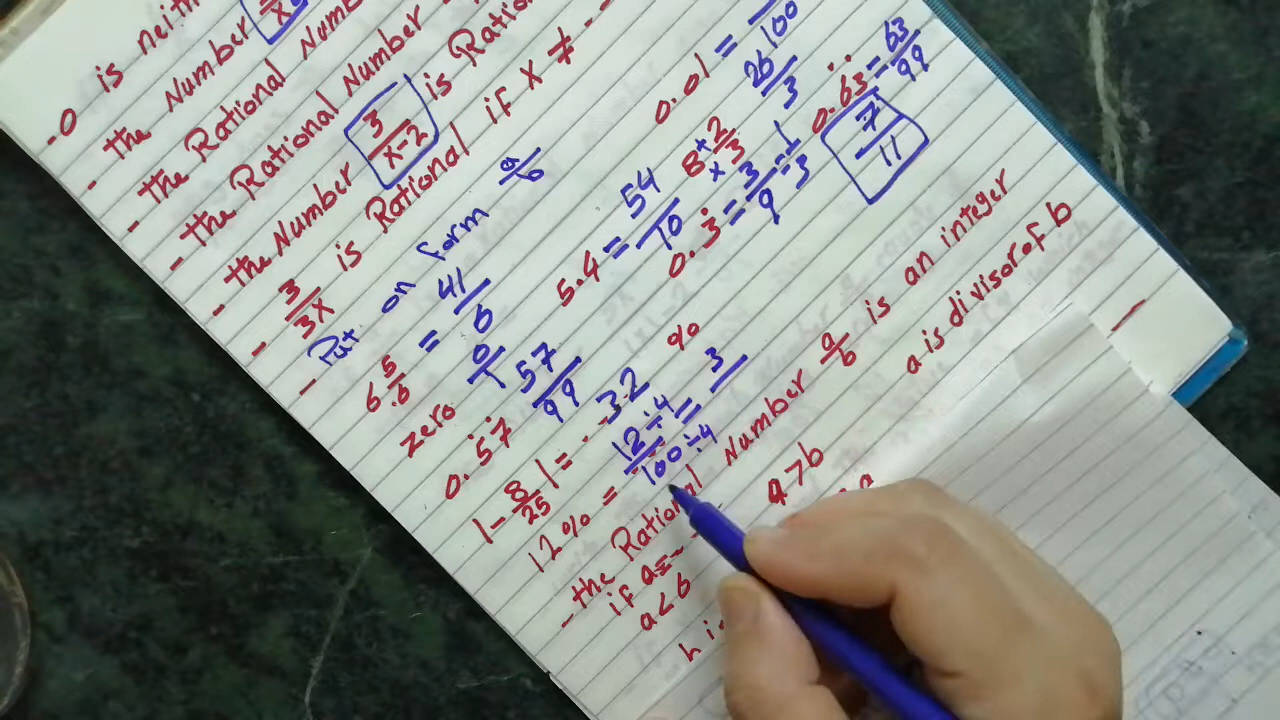 .0 is neith
the Number
- the Rational Numb
- the Rational Number
- the Number 3/x-2 is Ratio
- 3/3x is Rational if x ≠ - -
- Put on form a/b
6 5/6 = 41/6
5.4 = 54/10
0.01 = /100
8 + 2/3 26/3
×
zero 0/1
0.3̇ = 3/9 = 1/3
0.6̇3̇ = 63/99
7/11
0.5̇7̇ 57/99
|- 8/25| = 32 %
12% = 12÷4/100÷4 = 3/
- the Rational Number a/b is an integer
if a = - -
a < b
a > b
a is divisor of b